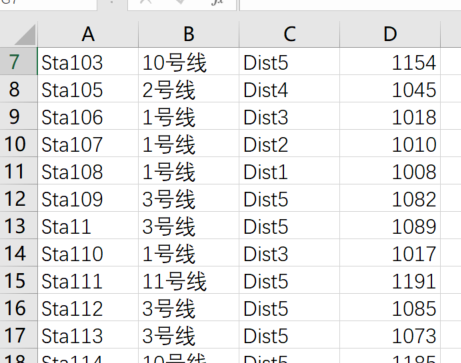 A B C D
7 Sta103 10号线 Dist5 1154
8 Sta105 2号线 Dist4 1045
9 Sta106 1号线 Dist3 1018
10 Sta107 1号线 Dist2 1010
11 Sta108 1号线 Dist1 1008
12 Sta109 3号线 Dist5 1082
13 Sta11 3号线 Dist5 1089
14 Sta110 1号线 Dist3 1017
15 Sta111 11号线 Dist5 1191
16 Sta112 3号线 Dist5 1085
17 Sta113 3号线 Dist5 1073
18 Sta114 10号线 Dist5 1185